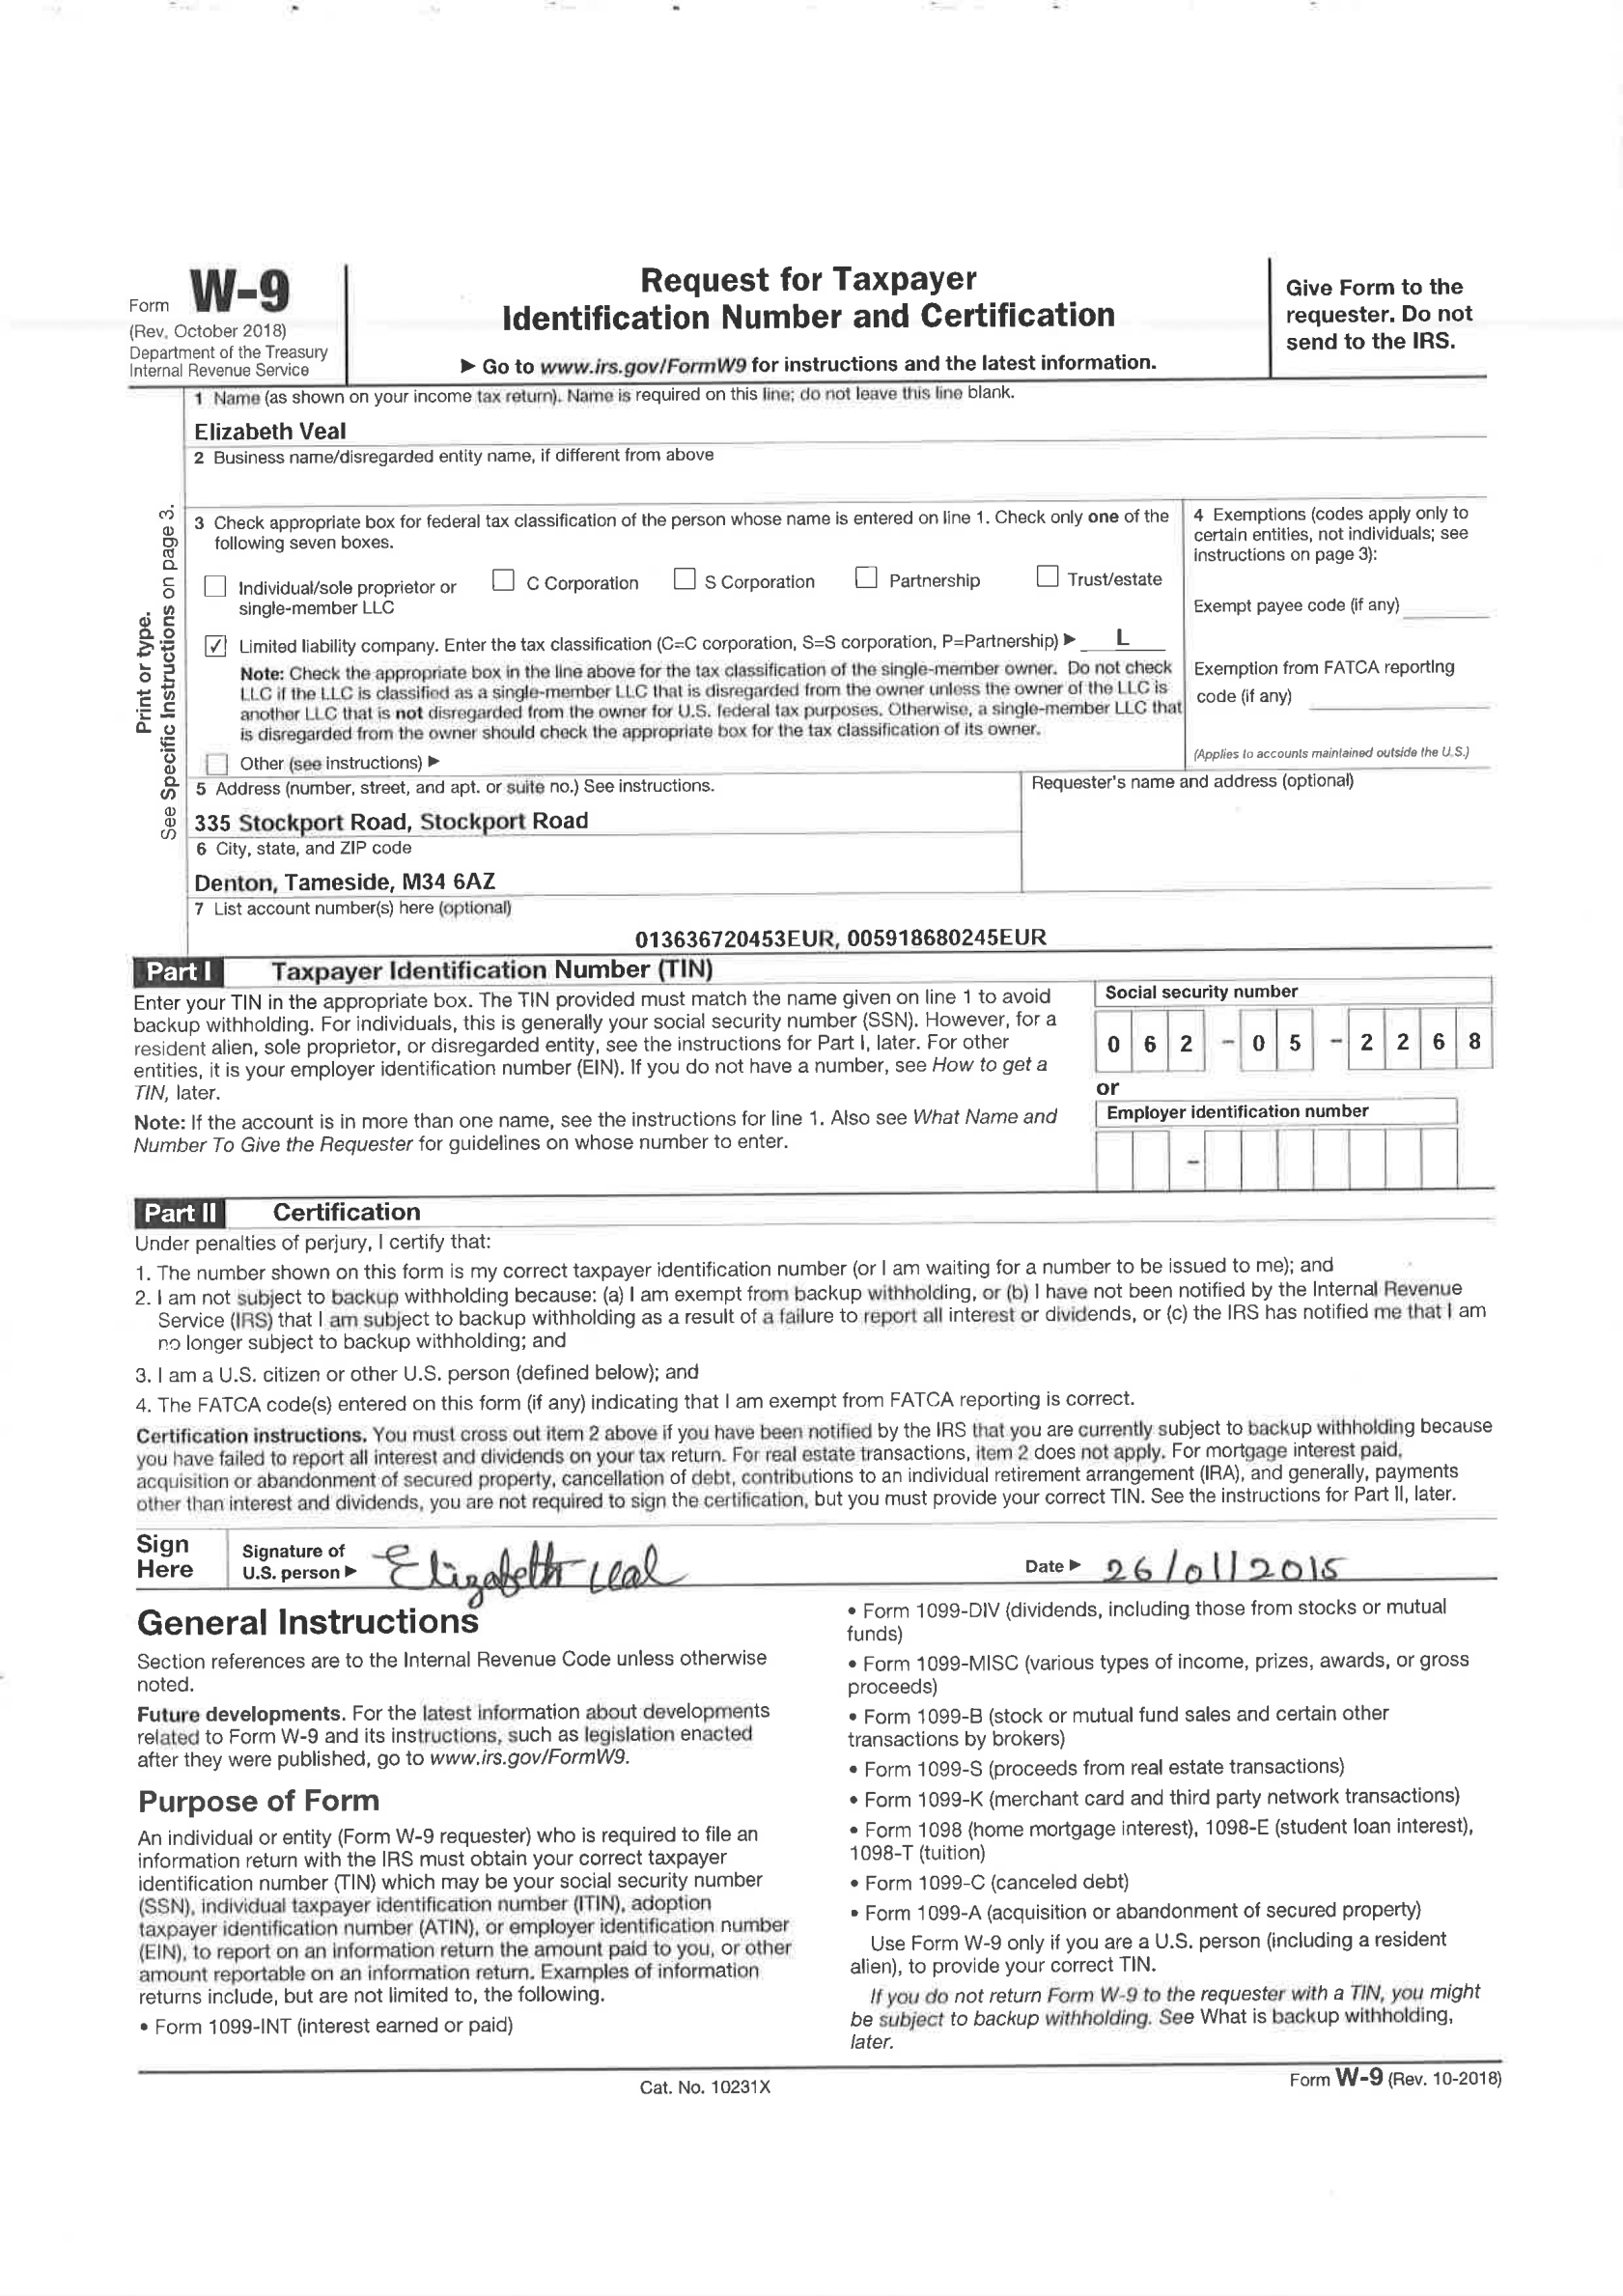 Form W-9
(Rev. October 2018)
Department of the Treasury
Internal Revenue Service
Request for Taxpayer
Identification Number and Certification
► Go to www.irs.gov/FormW9 for instructions and the latest information.
Give Form to the
requester. Do not
send to the IRS.
Print or type.
See Specific Instructions on page 3.
1 Name (as shown on your income tax return). Name is required on this line; do not leave this line blank.
Elizabeth Veal
2 Business name/disregarded entity name, if different from above
3 Check appropriate box for federal tax classification of the person whose name is entered on line 1. Check only one of the
following seven boxes.
Individual/sole proprietor or
single-member LLC
C Corporation
S Corporation
Partnership
Trust/estate
✓ Limited liability company. Enter the tax classification (C=C corporation, S=S corporation, P=Partnership) ► L
Note: Check the appropriate box in the line above for the tax classification of the single-member owner. Do not check
LLC if the LLC is classified as a single-member LLC that is disregarded from the owner unless the owner of the LLC is
another LLC that is not disregarded from the owner for U.S. federal tax purposes. Otherwise, a single-member LLC that
is disregarded from the owner should check the appropriate box for the tax classification of its owner.
Other (see instructions) ►
4 Exemptions (codes apply only to
certain entities, not individuals; see
instructions on page 3):
Exempt payee code (if any)
Exemption from FATCA reporting
code (if any)
(Applies to accounts maintained outside the U.S.)
5 Address (number, street, and apt. or suite no.) See instructions.
335 Stockport Road, Stockport Road
Requester's name and address (optional)
6 City, state, and ZIP code
Denton, Tameside, M34 6AZ
7 List account number(s) here (optional)
013636720453EUR, 005918680245EUR
Part I Taxpayer Identification Number (TIN)
Enter your TIN in the appropriate box. The TIN provided must match the name given on line 1 to avoid
backup withholding. For individuals, this is generally your social security number (SSN). However, for a
resident alien, sole proprietor, or disregarded entity, see the instructions for Part I, later. For other
entities, it is your employer identification number (EIN). If you do not have a number, see How to get a
TIN, later.
Note: If the account is in more than one name, see the instructions for line 1. Also see What Name and
Number To Give the Requester for guidelines on whose number to enter.
Social security number
0 6 2 - 0 5 - 2 2 6 8
or
Employer identification number
-
Part II Certification
Under penalties of perjury, I certify that:
1. The number shown on this form is my correct taxpayer identification number (or I am waiting for a number to be issued to me); and
2. I am not subject to backup withholding because: (a) I am exempt from backup withholding, or (b) I have not been notified by the Internal Revenue
Service (IRS) that I am subject to backup withholding as a result of a failure to report all interest or dividends, or (c) the IRS has notified me that I am
no longer subject to backup withholding; and
3. I am a U.S. citizen or other U.S. person (defined below); and
4. The FATCA code(s) entered on this form (if any) indicating that I am exempt from FATCA reporting is correct.
Certification instructions. You must cross out item 2 above if you have been notified by the IRS that you are currently subject to backup withholding because
you have failed to report all interest and dividends on your tax return. For real estate transactions, item 2 does not apply. For mortgage interest paid,
acquisition or abandonment of secured property, cancellation of debt, contributions to an individual retirement arrangement (IRA), and generally, payments
other than interest and dividends, you are not required to sign the certification, but you must provide your correct TIN. See the instructions for Part II, later.
Sign
Here
Signature of
U.S. person ► Elizabeth Veal
Date ► 26/01/2015
General Instructions
Section references are to the Internal Revenue Code unless otherwise
noted.
Future developments. For the latest information about developments
related to Form W-9 and its instructions, such as legislation enacted
after they were published, go to www.irs.gov/FormW9.
Purpose of Form
An individual or entity (Form W-9 requester) who is required to file an
information return with the IRS must obtain your correct taxpayer
identification number (TIN) which may be your social security number
(SSN), individual taxpayer identification number (ITIN), adoption
taxpayer identification number (ATIN), or employer identification number
(EIN), to report on an information return the amount paid to you, or other
amount reportable on an information return. Examples of information
returns include, but are not limited to, the following.
• Form 1099-INT (interest earned or paid)
• Form 1099-DIV (dividends, including those from stocks or mutual
funds)
• Form 1099-MISC (various types of income, prizes, awards, or gross
proceeds)
• Form 1099-B (stock or mutual fund sales and certain other
transactions by brokers)
• Form 1099-S (proceeds from real estate transactions)
• Form 1099-K (merchant card and third party network transactions)
• Form 1098 (home mortgage interest), 1098-E (student loan interest),
1098-T (tuition)
• Form 1099-C (canceled debt)
• Form 1099-A (acquisition or abandonment of secured property)
Use Form W-9 only if you are a U.S. person (including a resident
alien), to provide your correct TIN.
If you do not return Form W-9 to the requester with a TIN, you might
be subject to backup withholding. See What is backup withholding,
later.
Cat. No. 10231X
Form W-9 (Rev. 10-2018)